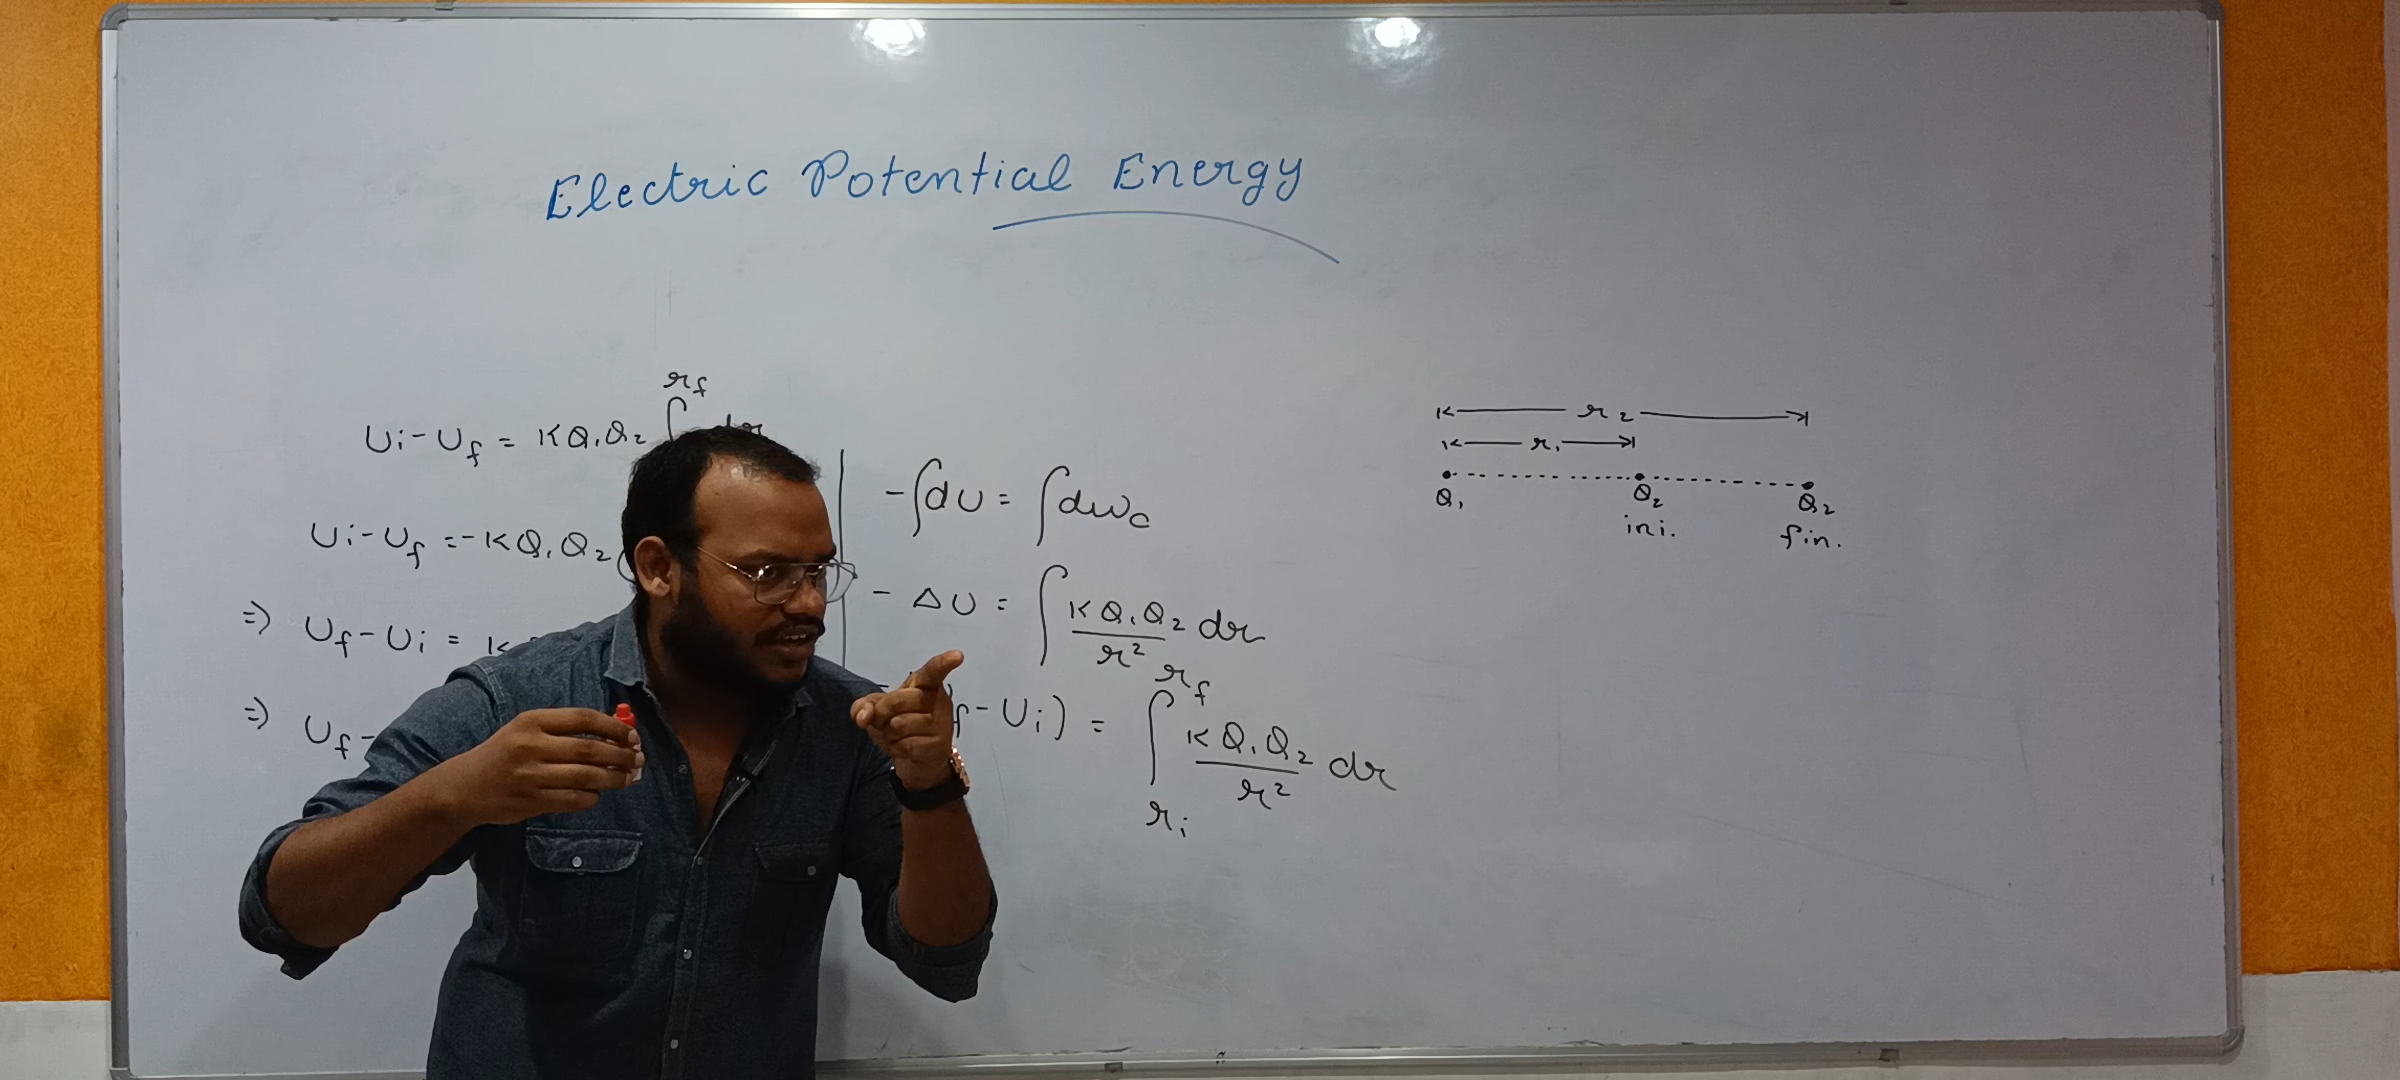 Electric Potential Energy
rf
Ui - Uf = KQ1Q2 ∫ dr
Ui - Uf = - KQ1Q2 (
=) Uf - Ui = K
=) Uf -
- ∫dU = ∫dWc
- ΔU = ∫ KQ1Q2 dr
r²
rf
f - Ui) = ∫ KQ1Q2 dr
r²
ri
r2
r1
Q1 Q2 Q2
ini. fin.